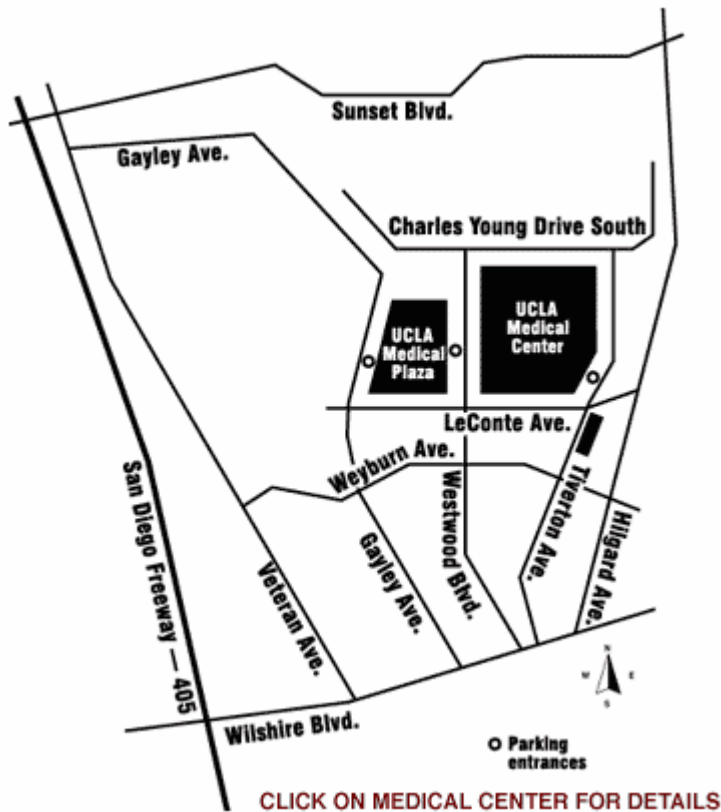 Sunset Blvd.
Gayley Ave.
Charles Young Drive South
UCLA
Medical
Plaza
UCLA
Medical
Center
LeConte Ave.
Weyburn Ave.
San Diego Freeway — 405
Veteran Ave.
Gayley Ave.
Westwood Blvd.
Tiverton Ave.
Hilgard Ave.
Wilshire Blvd.
N
E
S
Parking
entrances
CLICK ON MEDICAL CENTER FOR DETAILS